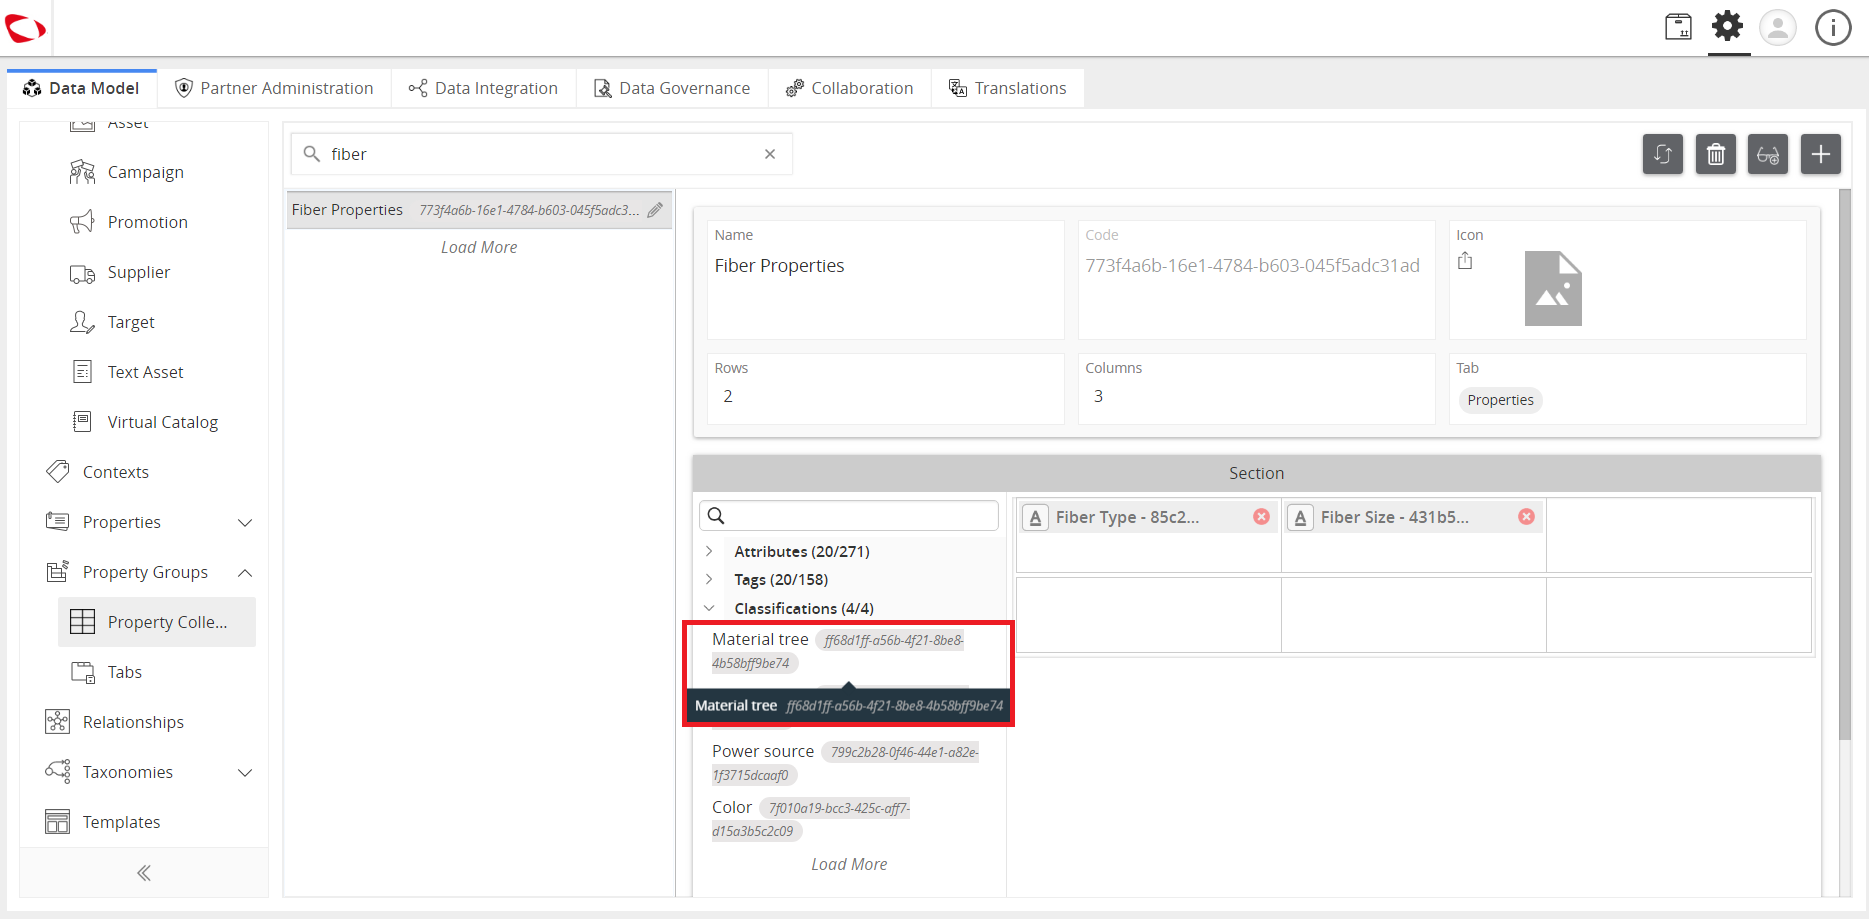 Data Model
Partner Administration
Data Integration
Data Governance
Collaboration
Translations
Asset
Campaign
Promotion
Supplier
Target
Text Asset
Virtual Catalog
Contexts
Properties
Property Groups
Property Colle...
Tabs
Relationships
Taxonomies
Templates
fiber
Fiber Properties 773f4a6b-16e1-4784-b603-045f5adc3...
Load More
Name
Fiber Properties
Code
773f4a6b-16e1-4784-b603-045f5adc31ad
Icon
Rows
2
Columns
3
Tab
Properties
Section
Attributes (20/271)
Tags (20/158)
Classifications (4/4)
Material tree ff68d1ff-a56b-4f21-8be8-
4b58bff9be74
Material tree ff68d1ff-a56b-4f21-8be8-4b58bff9be74
Power source 799c2b28-0f46-44e1-a82e-
1f3715dcaaf0
Color 7f010a19-bcc3-425c-aff7-
d15a3b5c2c09
Load More
A Fiber Type - 85c2...
A Fiber Size - 431b5...